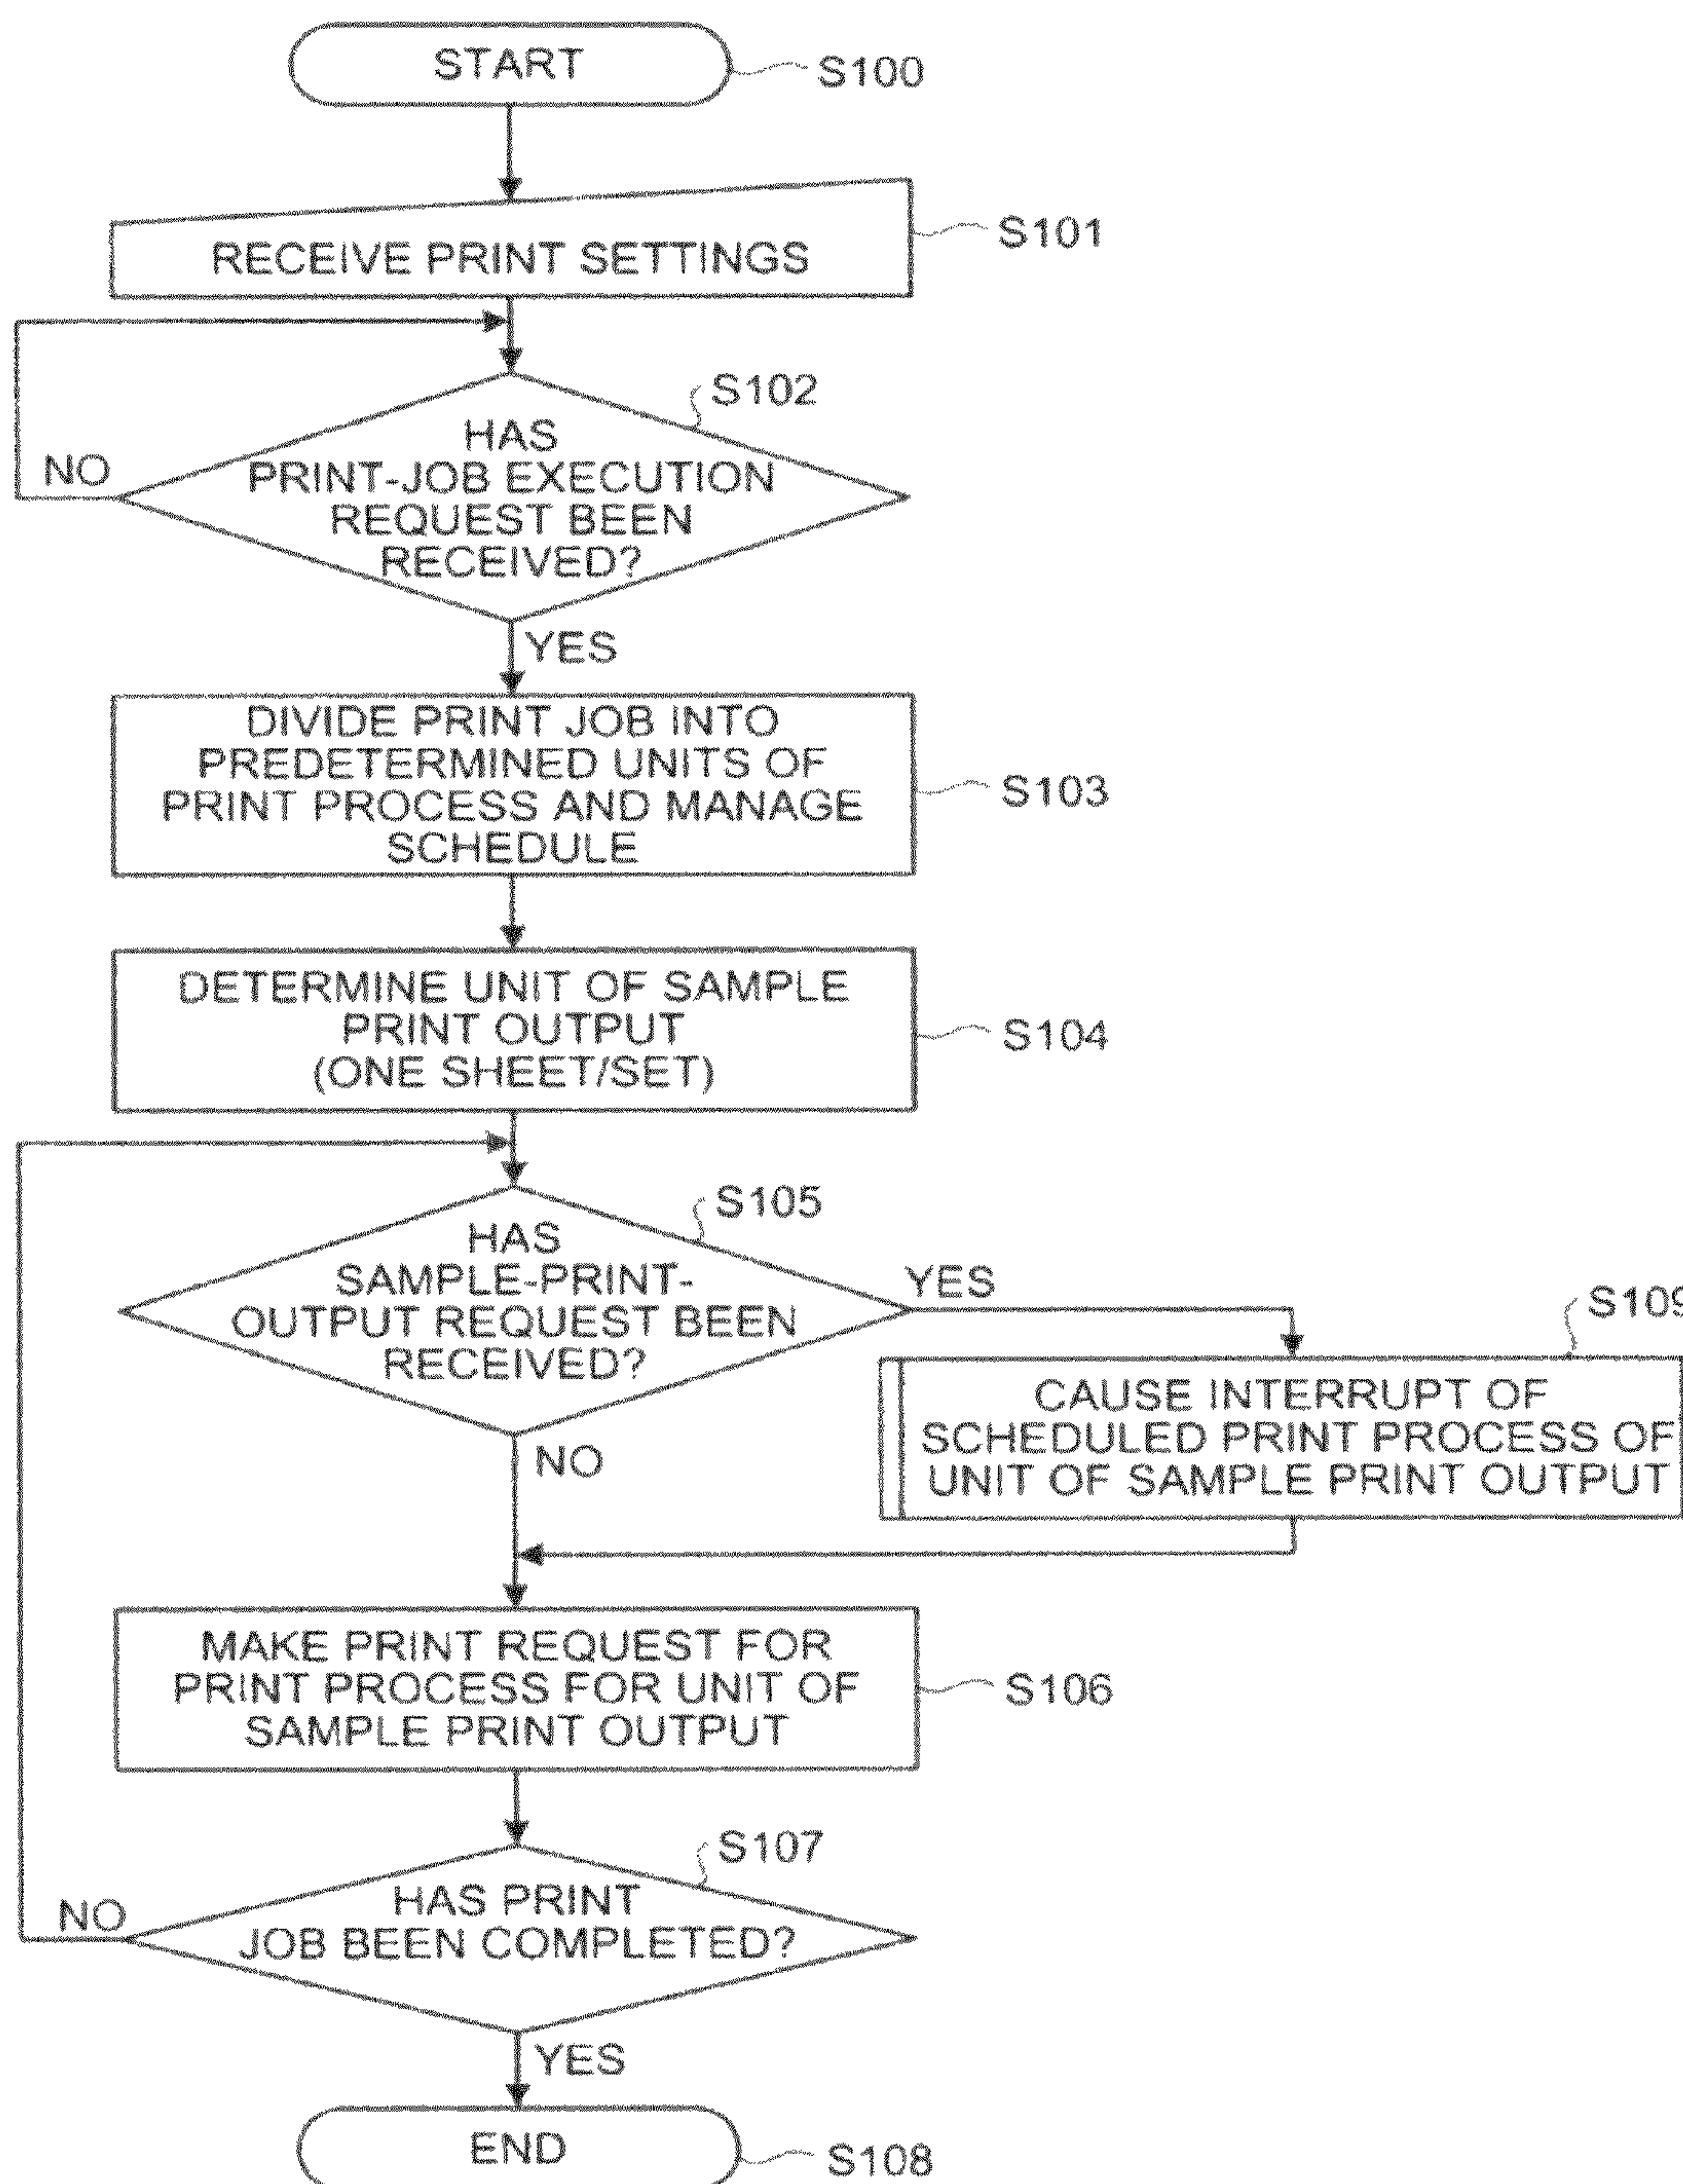 START
S100
RECEIVE PRINT SETTINGS
S101
S102
HAS
PRINT-JOB EXECUTION
REQUEST BEEN
RECEIVED?
NO
YES
DIVIDE PRINT JOB INTO
PREDETERMINED UNITS OF
PRINT PROCESS AND MANAGE
SCHEDULE
S103
DETERMINE UNIT OF SAMPLE
PRINT OUTPUT
(ONE SHEET/SET)
S104
S105
HAS
SAMPLE-PRINT-
OUTPUT REQUEST BEEN
RECEIVED?
YES
NO
S109
CAUSE INTERRUPT OF
SCHEDULED PRINT PROCESS OF
UNIT OF SAMPLE PRINT OUTPUT
MAKE PRINT REQUEST FOR
PRINT PROCESS FOR UNIT OF
SAMPLE PRINT OUTPUT
S106
S107
HAS PRINT
JOB BEEN COMPLETED?
NO
YES
END
S108